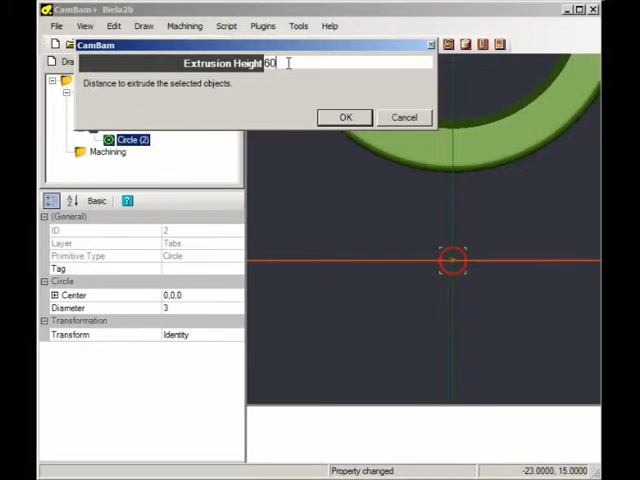 CamBam+ Biela2b
File View Edit Draw Machining Script Plugins Tools Help
CamBam
Dra
Extrusion Height 60
Distance to extrude the selected objects.
OK Cancel
Circle (2)
Machining
Basic
(General)
ID 2
Layer Tabs
Primitive Type Circle
Tag
Circle
Center 0,0,0
Diameter 3
Transformation
Transform Identity
Property changed -23.0000, 15.0000